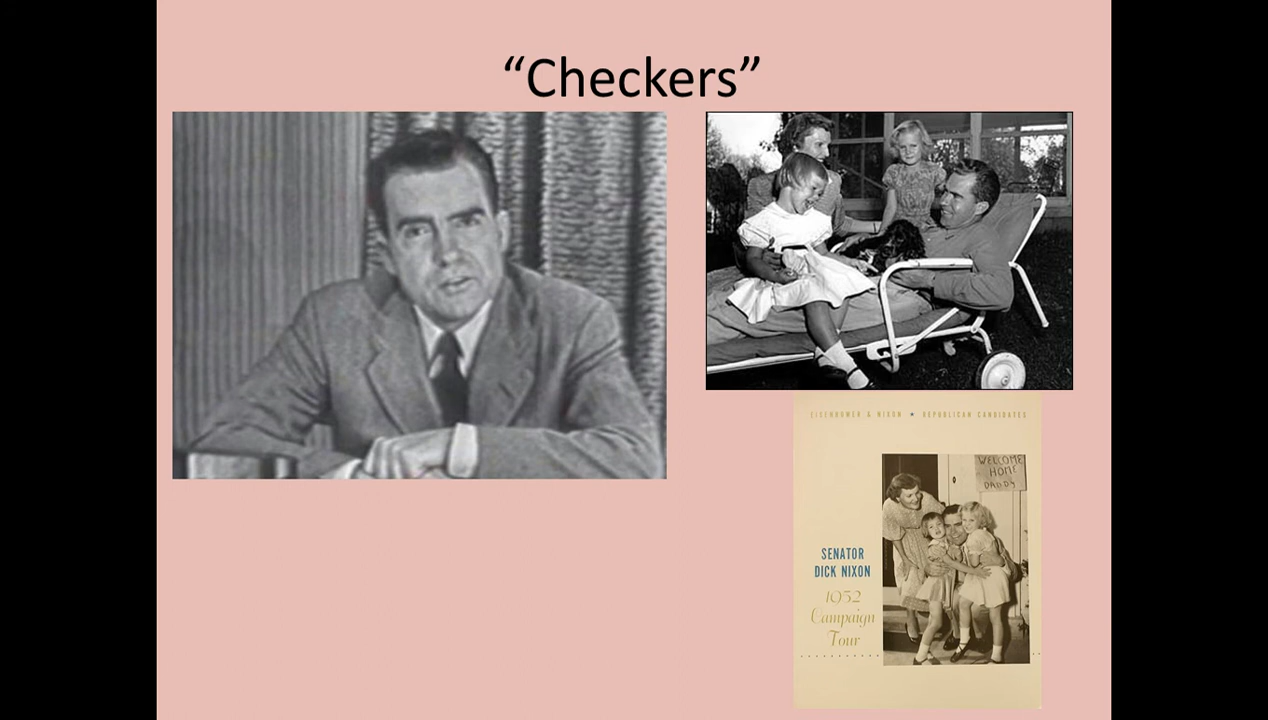 “Checkers”
EISENHOWER & NIXON ★ REPUBLICAN CANDIDATES
WELCOME
HOME
DADDY
SENATOR
DICK NIXON
1952
Campaign
Tour